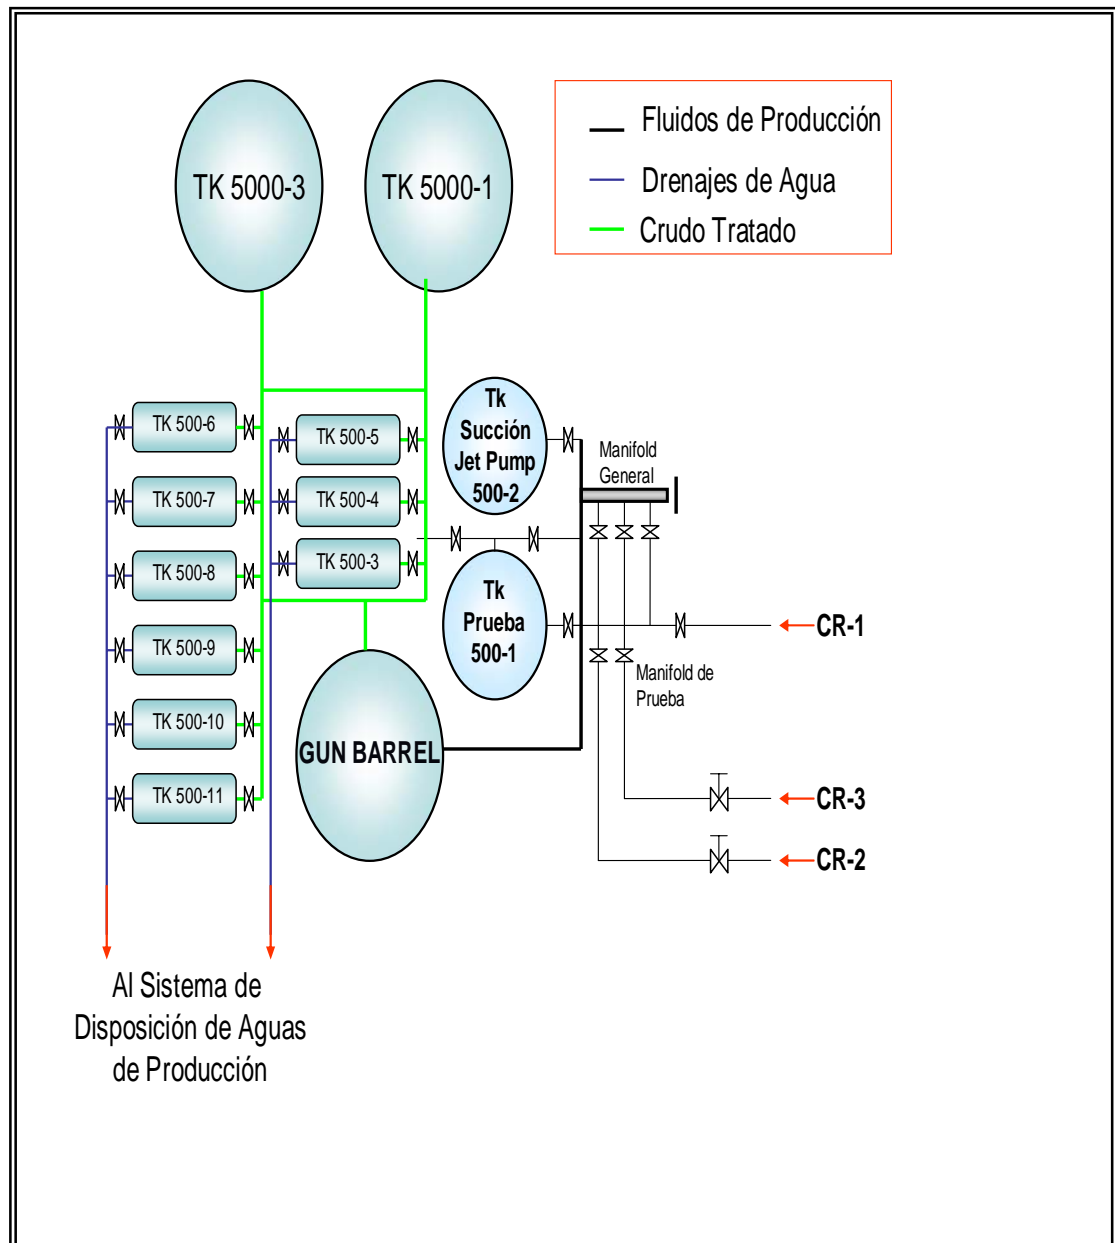 TK 5000-3
TK 5000-1
Fluidos de Producción
Drenajes de Agua
Crudo Tratado
TK 500-6
TK 500-7
TK 500-8
TK 500-9
TK 500-10
TK 500-11
TK 500-5
TK 500-4
TK 500-3
Tk
Succión
Jet Pump
500-2
Manifold
General
Tk
Prueba
500-1
CR-1
Manifold de
Prueba
GUN BARREL
CR-3
CR-2
Al Sistema de
Disposición de Aguas
de Producción